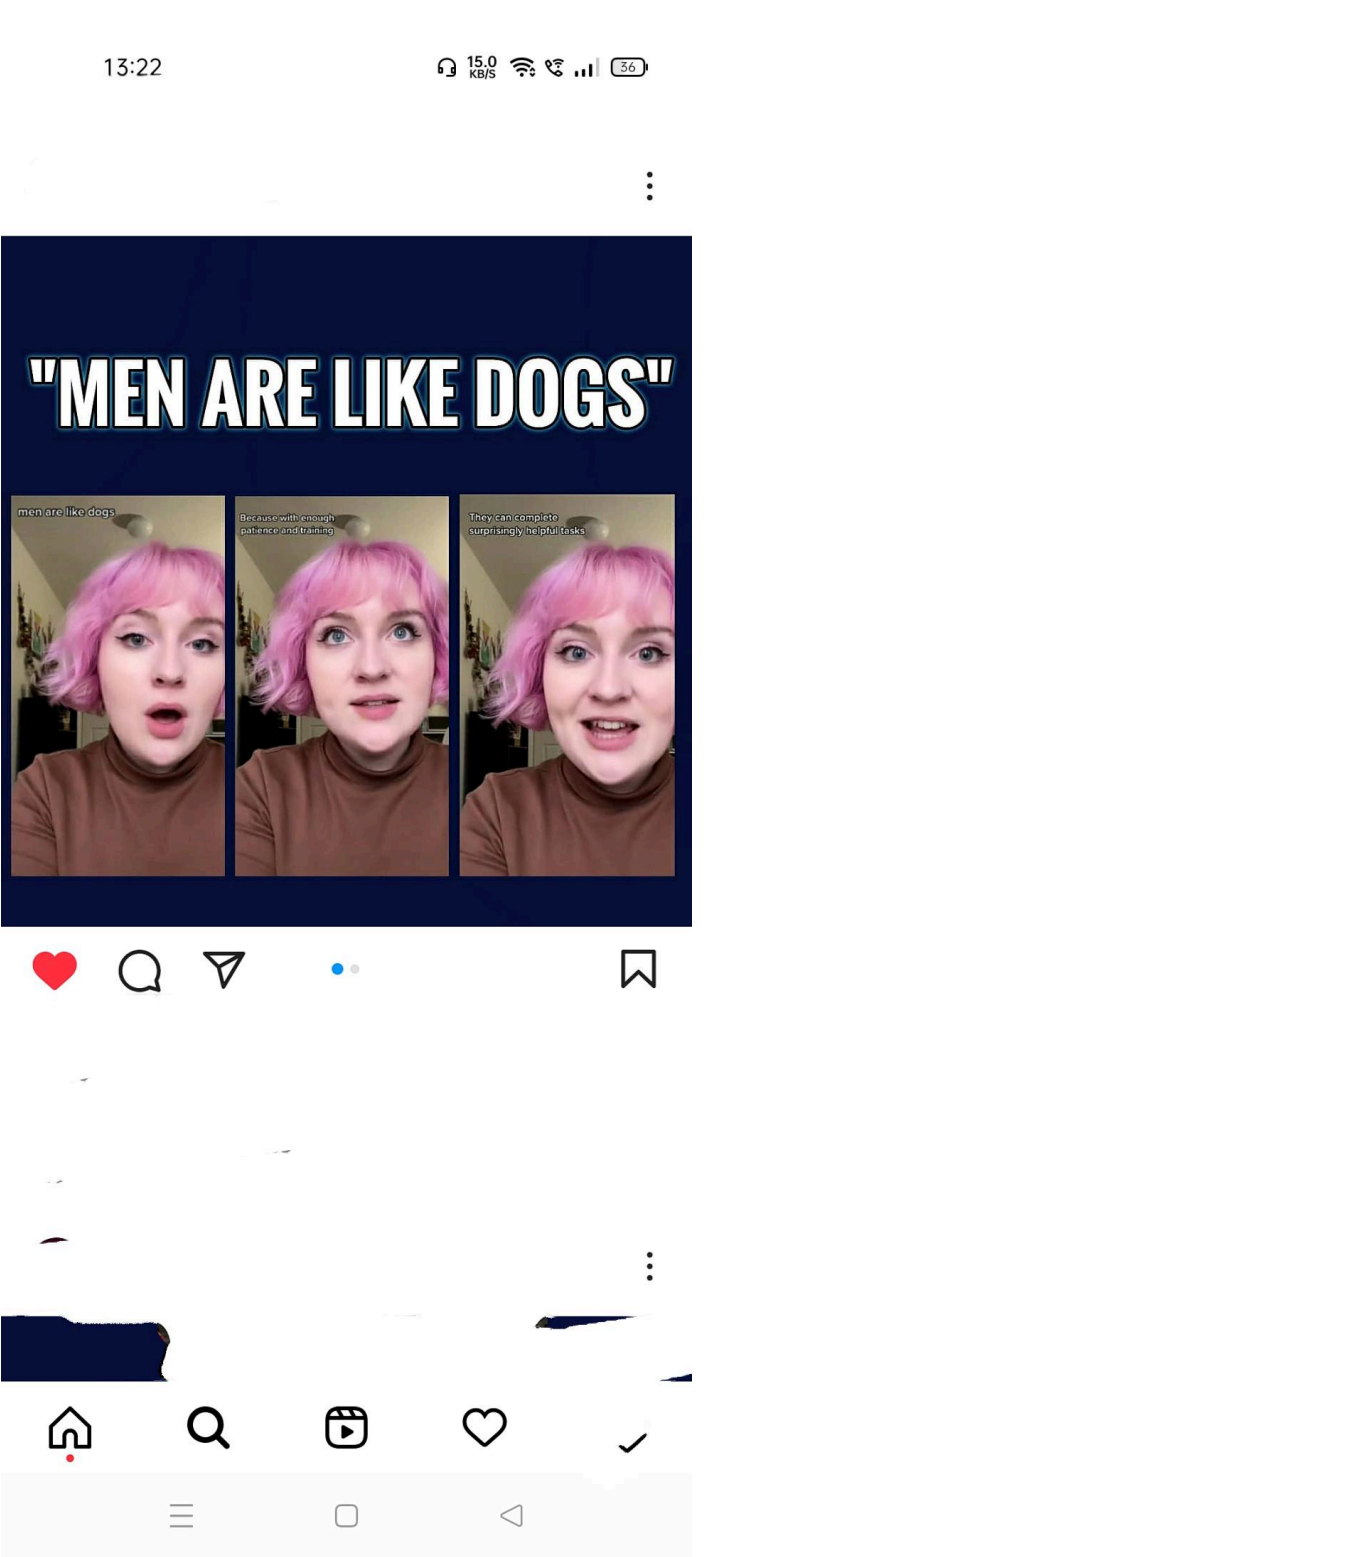 13:22
15.0
KB/S
36
"MEN ARE LIKE DOGS"
men are like dogs
Because with enough
patience and training
They can complete
surprisingly helpful tasks